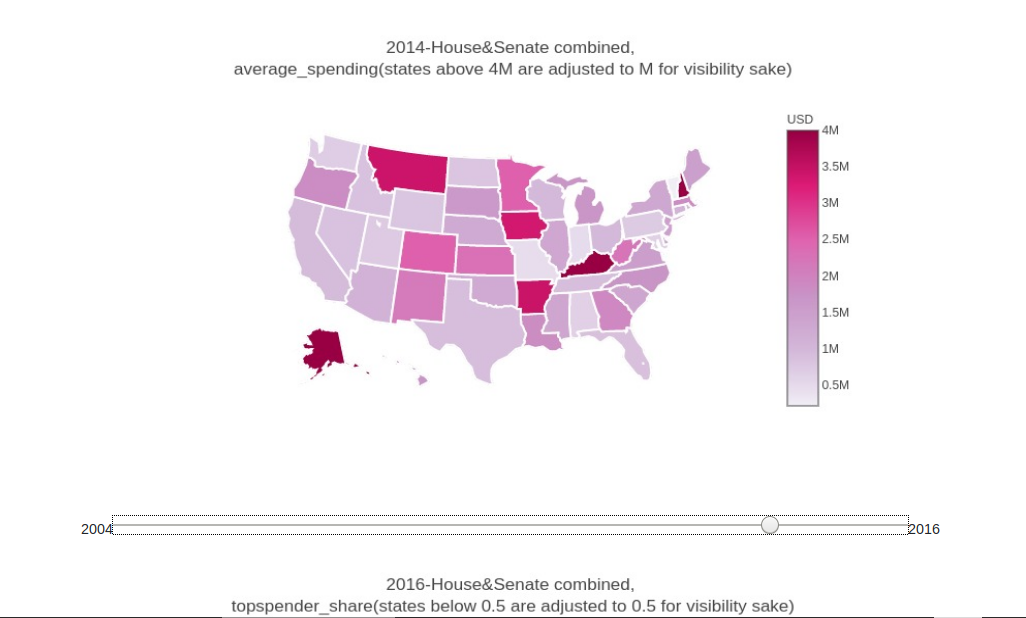 2014-House&Senate combined,
average_spending(states above 4M are adjusted to M for visibility sake)
USD
4M
3.5M
3M
2.5M
2M
1.5M
1M
0.5M
2004
2016
2016-House&Senate combined,
topspender_share(states below 0.5 are adjusted to 0.5 for visibility sake)